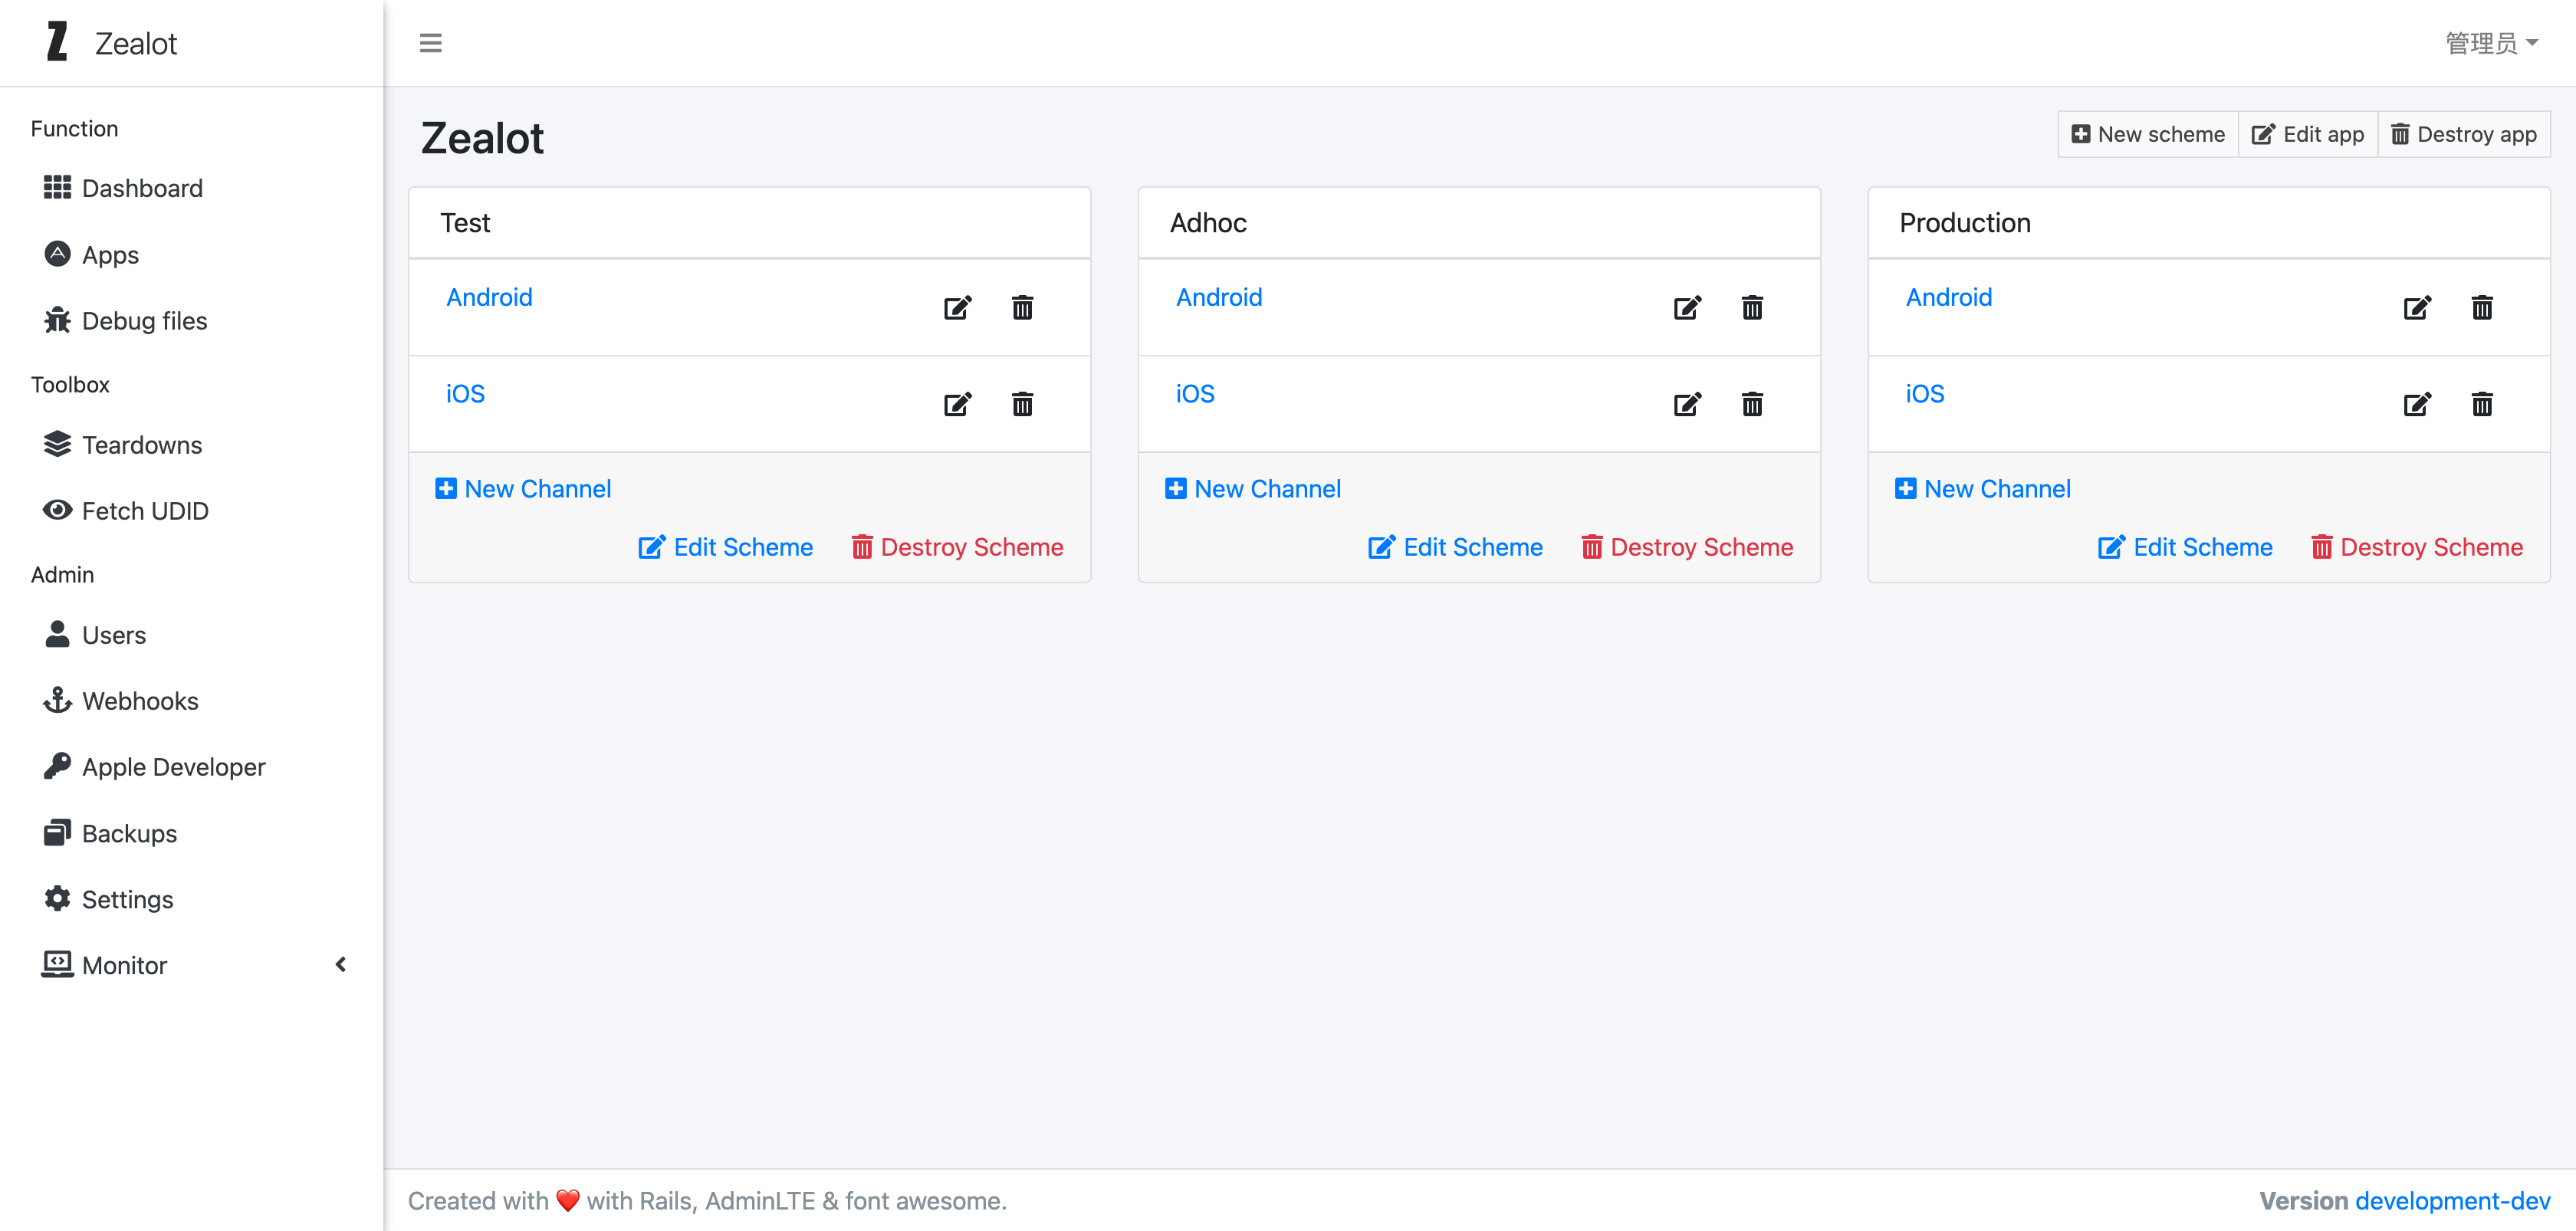 Zealot
管理员
Function
Dashboard
Apps
Debug files
Toolbox
Teardowns
Fetch UDID
Admin
Users
Webhooks
Apple Developer
Backups
Settings
Monitor
Zealot
New scheme
Edit app
Destroy app
Test
Android
iOS
New Channel
Edit Scheme
Destroy Scheme
Adhoc
Android
iOS
New Channel
Edit Scheme
Destroy Scheme
Production
Android
iOS
New Channel
Edit Scheme
Destroy Scheme
Created with ❤️ with Rails, AdminLTE & font awesome.
Version development-dev